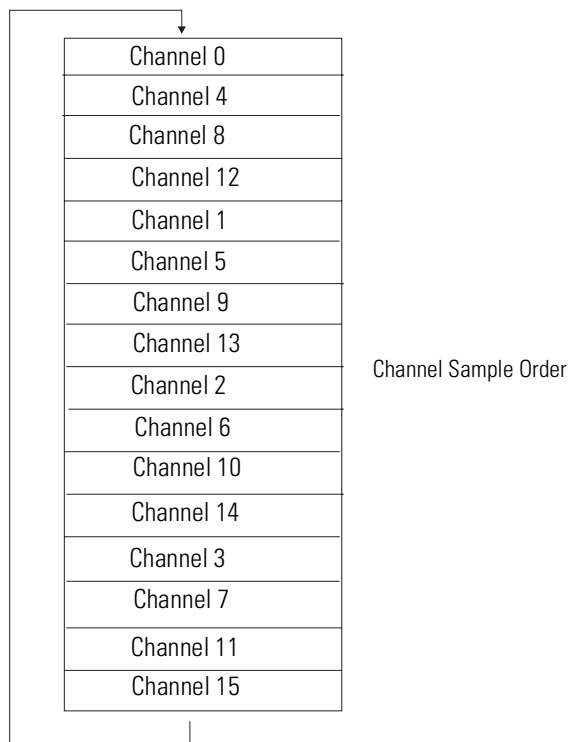 Channel 0
Channel 4
Channel 8
Channel 12
Channel 1
Channel 5
Channel 9
Channel 13
Channel 2
Channel 6
Channel 10
Channel 14
Channel 3
Channel 7
Channel 11
Channel 15
Channel Sample Order